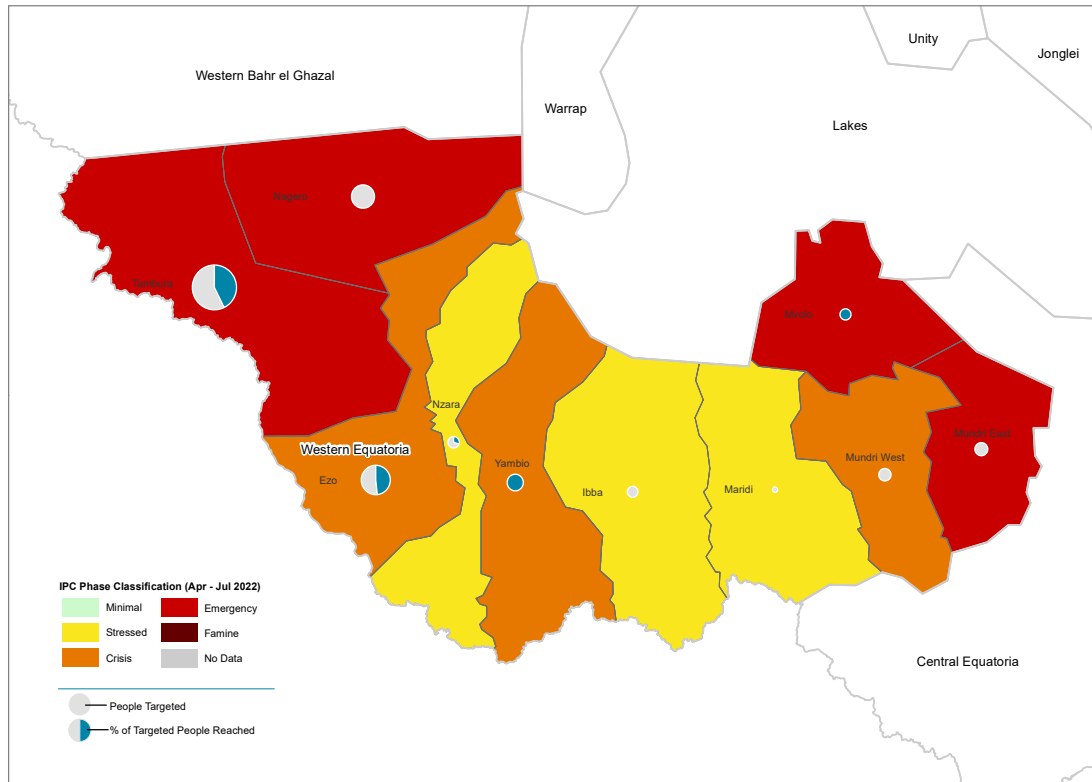 Unity
Jonglei
Western Bahr el Ghazal
Warrap
Lakes
Nagero
Tambura
Mvolo
Nzara
Mundri East
Western Equatoria
Mundri West
Yambio
Ezo
Ibba
Maridi
IPC Phase Classification (Apr - Jul 2022)
Minimal
Emergency
Stressed
Famine
Crisis
No Data
Central Equatoria
People Targeted
% of Targeted People Reached